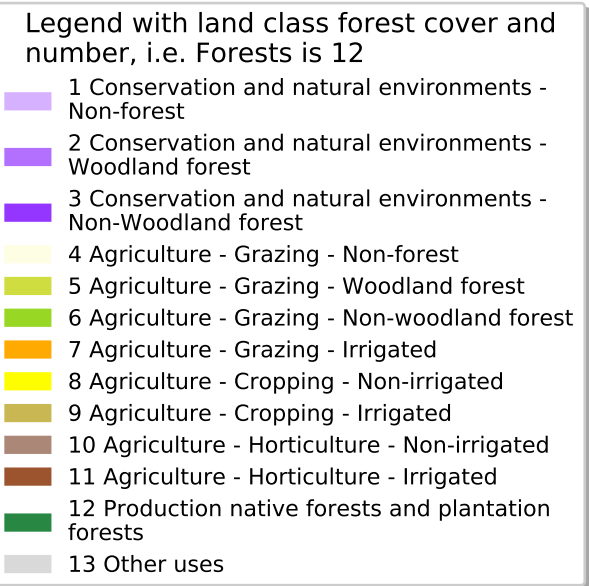 Legend with land class forest cover and
number, i.e. Forests is 12
1 Conservation and natural environments -
Non-forest
2 Conservation and natural environments -
Woodland forest
3 Conservation and natural environments -
Non-Woodland forest
4 Agriculture - Grazing - Non-forest
5 Agriculture - Grazing - Woodland forest
6 Agriculture - Grazing - Non-woodland forest
7 Agriculture - Grazing - Irrigated
8 Agriculture - Cropping - Non-irrigated
9 Agriculture - Cropping - Irrigated
10 Agriculture - Horticulture - Non-irrigated
11 Agriculture - Horticulture - Irrigated
12 Production native forests and plantation
forests
13 Other uses